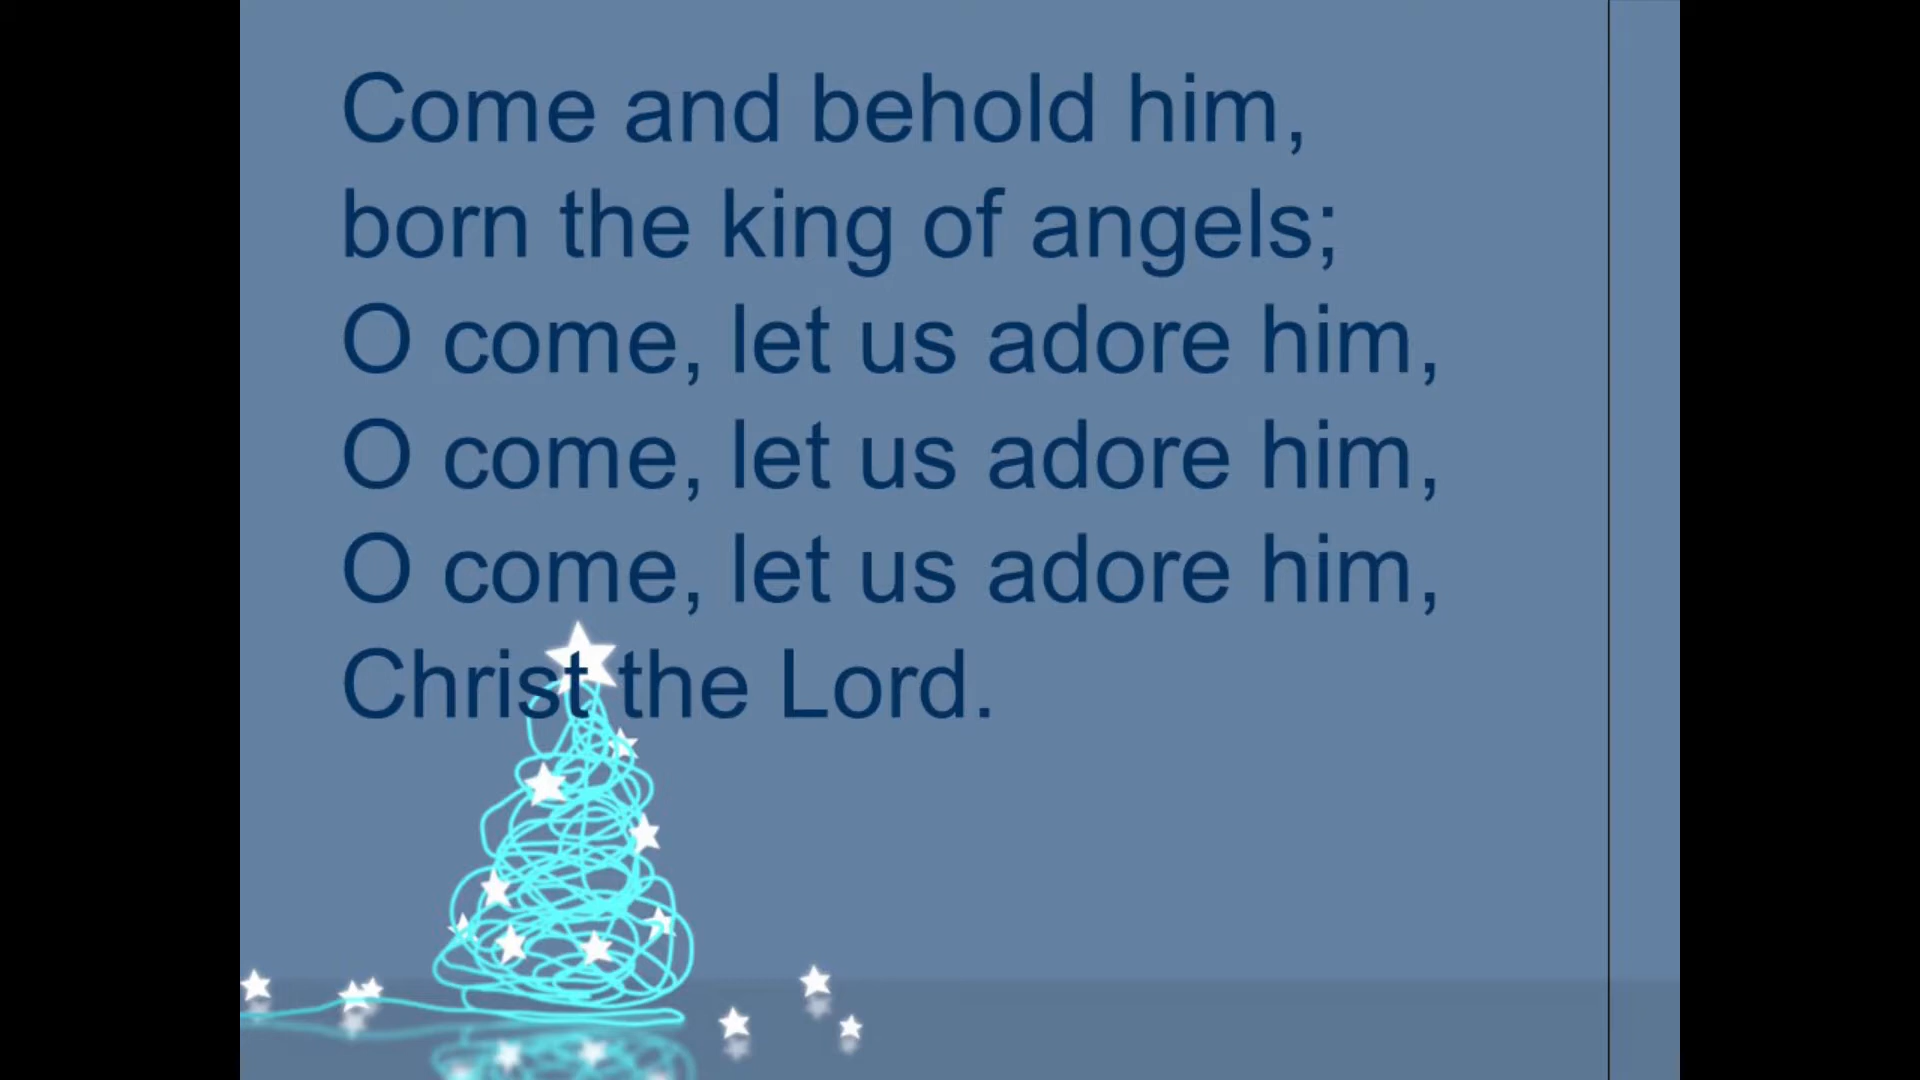 Come and behold him,
born the king of angels;
O come, let us adore him,
O come, let us adore him,
O come, let us adore him,
Christ the Lord.